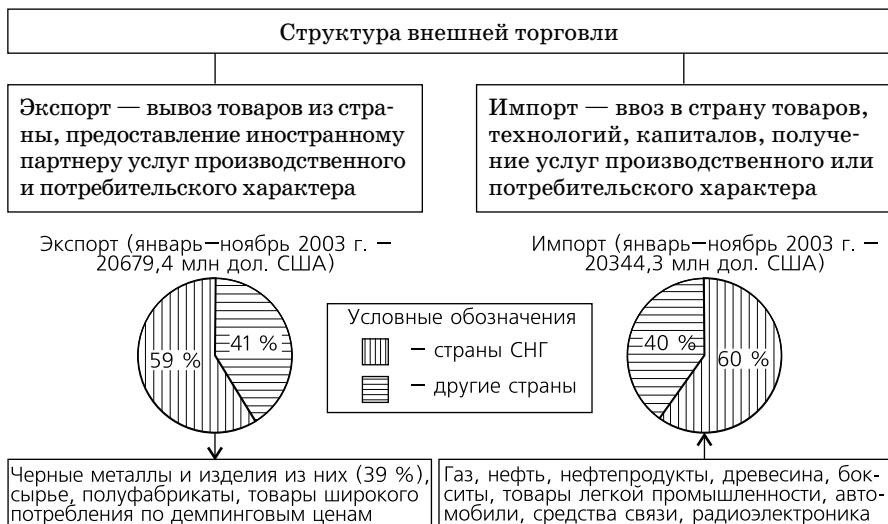 Структура внешней торговли
Экспорт — вывоз товаров из стра-
ны, предоставление иностранному
партнеру услуг производственного
и потребительского характера
Импорт — ввоз в страну товаров,
технологий, капиталов, получе-
ние услуг производственного или
потребительского характера
Экспорт (январь–ноябрь 2003 г. –
20679,4 млн дол. США)
59 %
41 %
Условные обозначения
– страны СНГ
– другие страны
Импорт (январь–ноябрь 2003 г. –
20344,3 млн дол. США)
40 %
60 %
Черные металлы и изделия из них (39 %),
сырье, полуфабрикаты, товары широкого
потребления по демпинговым ценам
Газ, нефть, нефтепродукты, древесина, бок-
ситы, товары легкой промышленности, авто-
мобили, средства связи, радиоэлектроника